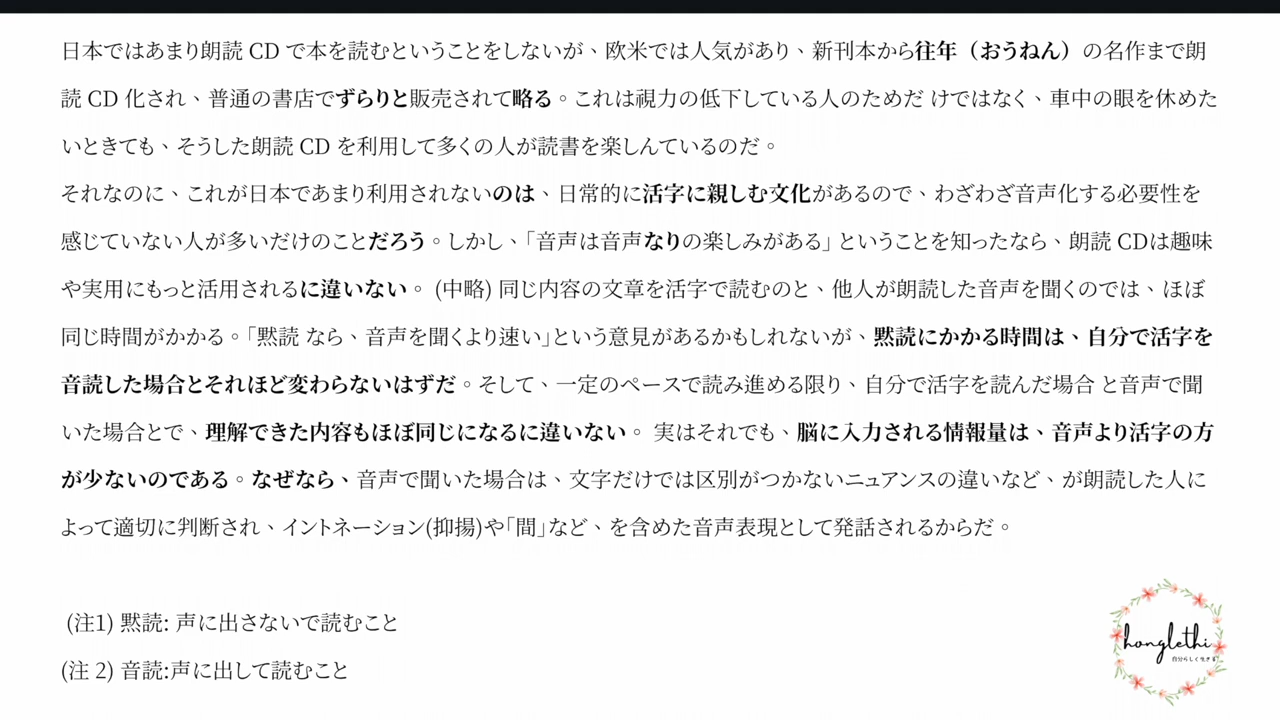 日本ではあまり朗読 CD で本を読むということをしないが、欧米では人気があり、新刊本から往年（おうねん）の名作まで朗
読 CD 化され、普通の書店でずらりと販売されて略る。これは視力の低下している人のためだ けではなく、車中の眼を休めた
いときても、そうした朗読 CD を利用して多くの人が読書を楽しんているのだ。
それなのに、これが日本であまり利用されないのは、日常的に活字に親しむ文化があるので、わざわざ音声化する必要性を
感じていない人が多いだけのことだろう。しかし、「音声は音声なりの楽しみがある」ということを知ったなら、朗読 CDは趣味
や実用にもっと活用されるに違いない。 (中略) 同じ内容の文章を活字で読むのと、他人が朗読した音声を聞くのでは、ほぼ
同じ時間がかかる。「黙読 なら、音声を聞くより速い」という意見があるかもしれないが、黙読にかかる時間は、自分で活字を
音読した場合とそれほど変わらないはずだ。そして、一定のペースで読み進める限り、自分で活字を読んだ場合 と音声で聞
いた場合とで、理解できた内容もほぼ同じになるに違いない。 実はそれでも、脳に入力される情報量は、音声より活字の方
が少ないのである。なぜなら、音声で聞いた場合は、文字だけでは区別がつかないニュアンスの違いなど、が朗読した人に
よって適切に判断され、イントネーション(抑揚)や「間」など、を含めた音声表現として発話されるからだ。
(注1) 黙読: 声に出さないで読むこと
(注 2) 音読:声に出して読むこと
honglethi
自分らしく生きる